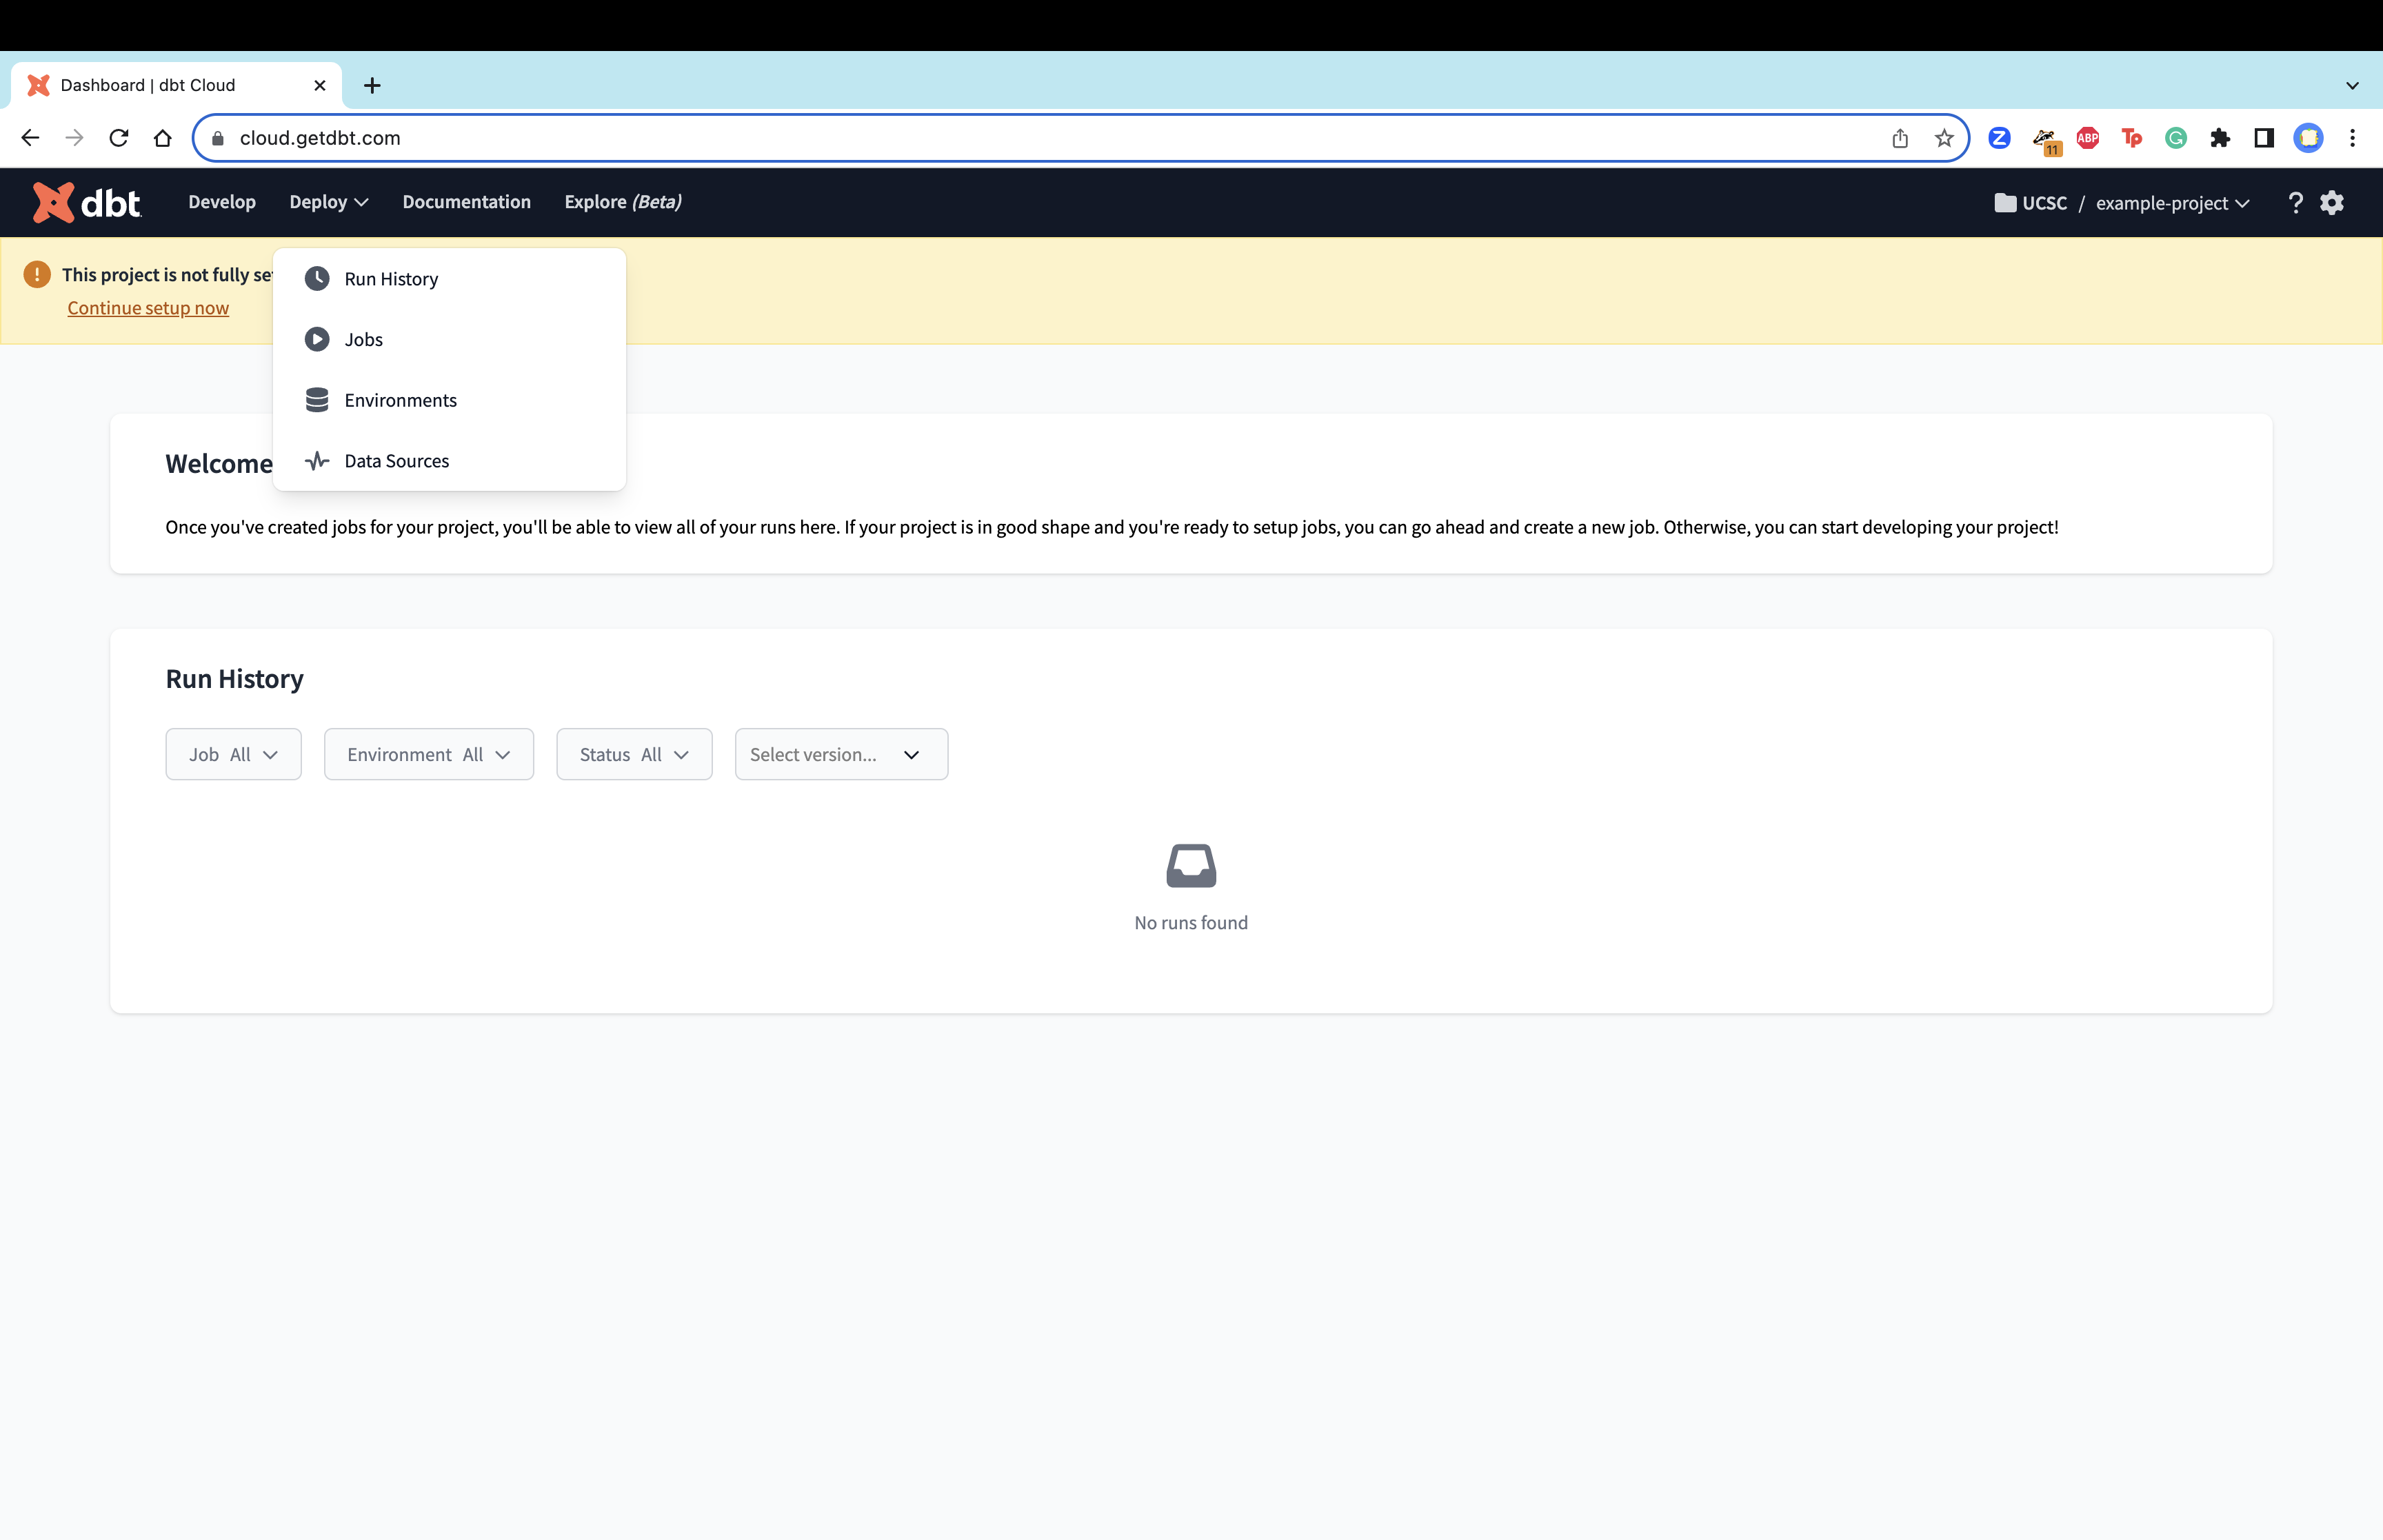 Dashboard | dbt Cloud
cloud.getdbt.com
11
ABP
Tp
dbt
Develop
Deploy
Documentation
Explore (Beta)
UCSC / example-project
?
This project is not fully se
Continue setup now
Run History
Jobs
Environments
Data Sources
Welcome
Once you've created jobs for your project, you'll be able to view all of your runs here. If your project is in good shape and you're ready to setup jobs, you can go ahead and create a new job. Otherwise, you can start developing your project!
Run History
Job All
Environment All
Status All
Select version...
No runs found